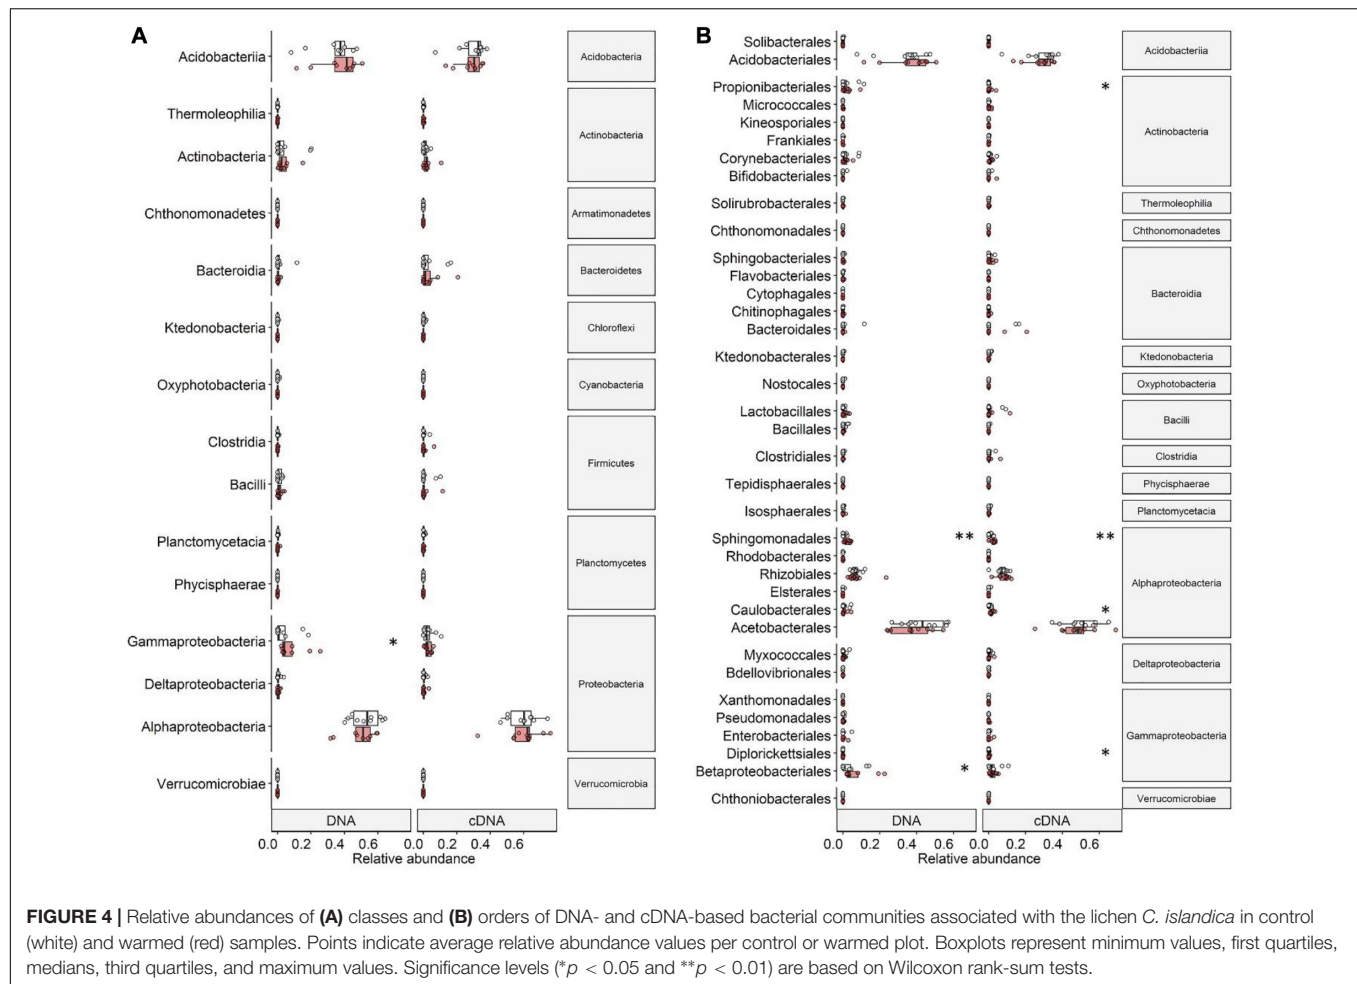 A
Acidobacteriia
Acidobacteria
Thermoleophilia
Actinobacteria
Actinobacteria
Chthonomonadetes
Armatimonadetes
Bacteroidia
Bacteroidetes
Ktedonobacteria
Chloroflexi
Oxyphotobacteria
Cyanobacteria
Clostridia
Bacilli
Firmicutes
Planctomycetacia
Phycisphaerae
Planctomycetes
Gammaproteobacteria
*
Deltaproteobacteria
Alphaproteobacteria
Proteobacteria
Verrucomicrobiae
Verrucomicrobia
DNA
cDNA
0.0 0.2 0.4 0.6 0.0 0.2 0.4 0.6
Relative abundance
B
Solibacterales
Acidobacteriales
Acidobacteriia
Propionibacteriales
*
Micrococcales
Kineosporiales
Frankiales
Corynebacteriales
Bifidobacteriales
Actinobacteria
Solirubrobacterales
Thermoleophilia
Chthonomonadales
Chthonomonadetes
Sphingobacteriales
Flavobacteriales
Cytophagales
Chitinophagales
Bacteroidales
Bacteroidia
Ktedonobacterales
Ktedonobacteria
Nostocales
Oxyphotobacteria
Lactobacillales
Bacillales
Bacilli
Clostridiales
Clostridia
Tepidisphaerales
Phycisphaerae
Isosphaerales
Planctomycetacia
Sphingomonadales
** **
Rhodobacterales
Rhizobiales
Elsterales
Caulobacterales
*
Acetobacterales
Alphaproteobacteria
Myxococcales
Bdellovibrionales
Deltaproteobacteria
Xanthomonadales
Pseudomonadales
Enterobacteriales
Diplorickettsiales
*
Betaproteobacteriales
*
Gammaproteobacteria
Chthoniobacterales
Verrucomicrobiae
DNA
cDNA
0.0 0.2 0.4 0.6 0.0 0.2 0.4 0.6
Relative abundance
FIGURE 4 | Relative abundances of (A) classes and (B) orders of DNA- and cDNA-based bacterial communities associated with the lichen C. islandica in control
(white) and warmed (red) samples. Points indicate average relative abundance values per control or warmed plot. Boxplots represent minimum values, first quartiles,
medians, third quartiles, and maximum values. Significance levels (*p < 0.05 and **p < 0.01) are based on Wilcoxon rank-sum tests.